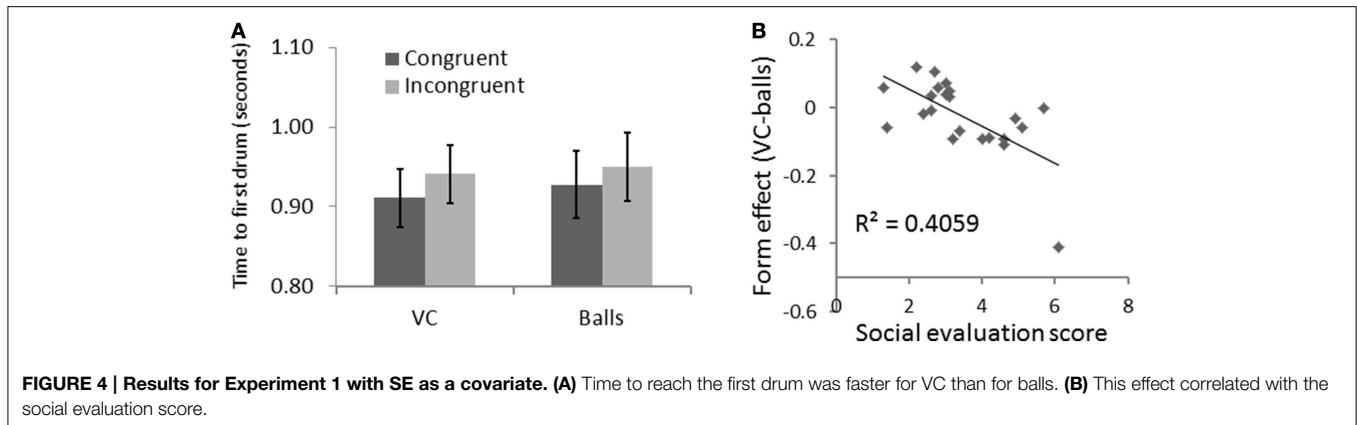 A
Time to first drum (seconds)
1.10
1.00
0.90
0.80
Congruent
Incongruent
VC Balls
B
Form effect (VC-balls)
0.2
0
-0.2
-0.4
-0.6
R² = 0.4059
0 2 4 6 8
Social evaluation score
FIGURE 4 | Results for Experiment 1 with SE as a covariate. (A) Time to reach the first drum was faster for VC than for balls. (B) This effect correlated with the
social evaluation score.